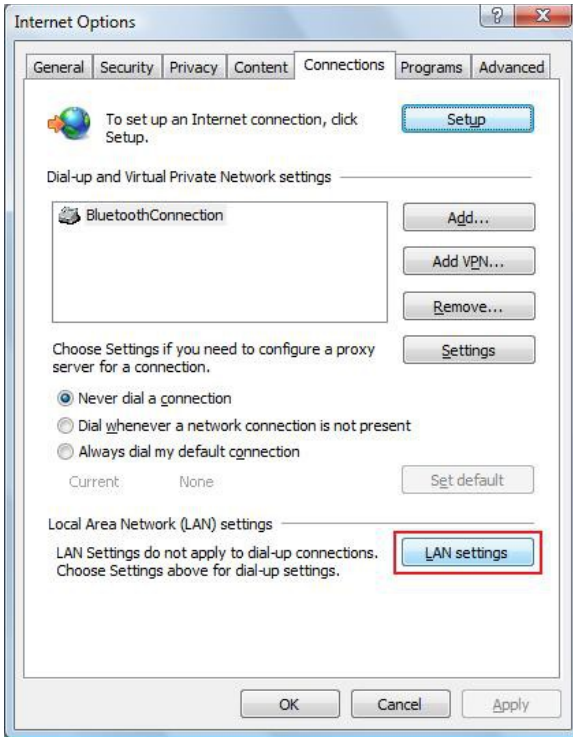 Internet Options
?
General Security Privacy Content Connections Programs Advanced
To set up an Internet connection, click
Setup.
Setup
Dial-up and Virtual Private Network settings
BluetoothConnection
Add...
Add VPN...
Remove...
Choose Settings if you need to configure a proxy
server for a connection.
Settings
Never dial a connection
Dial whenever a network connection is not present
Always dial my default connection
Current None
Set default
Local Area Network (LAN) settings
LAN Settings do not apply to dial-up connections.
Choose Settings above for dial-up settings.
LAN settings
OK Cancel Apply